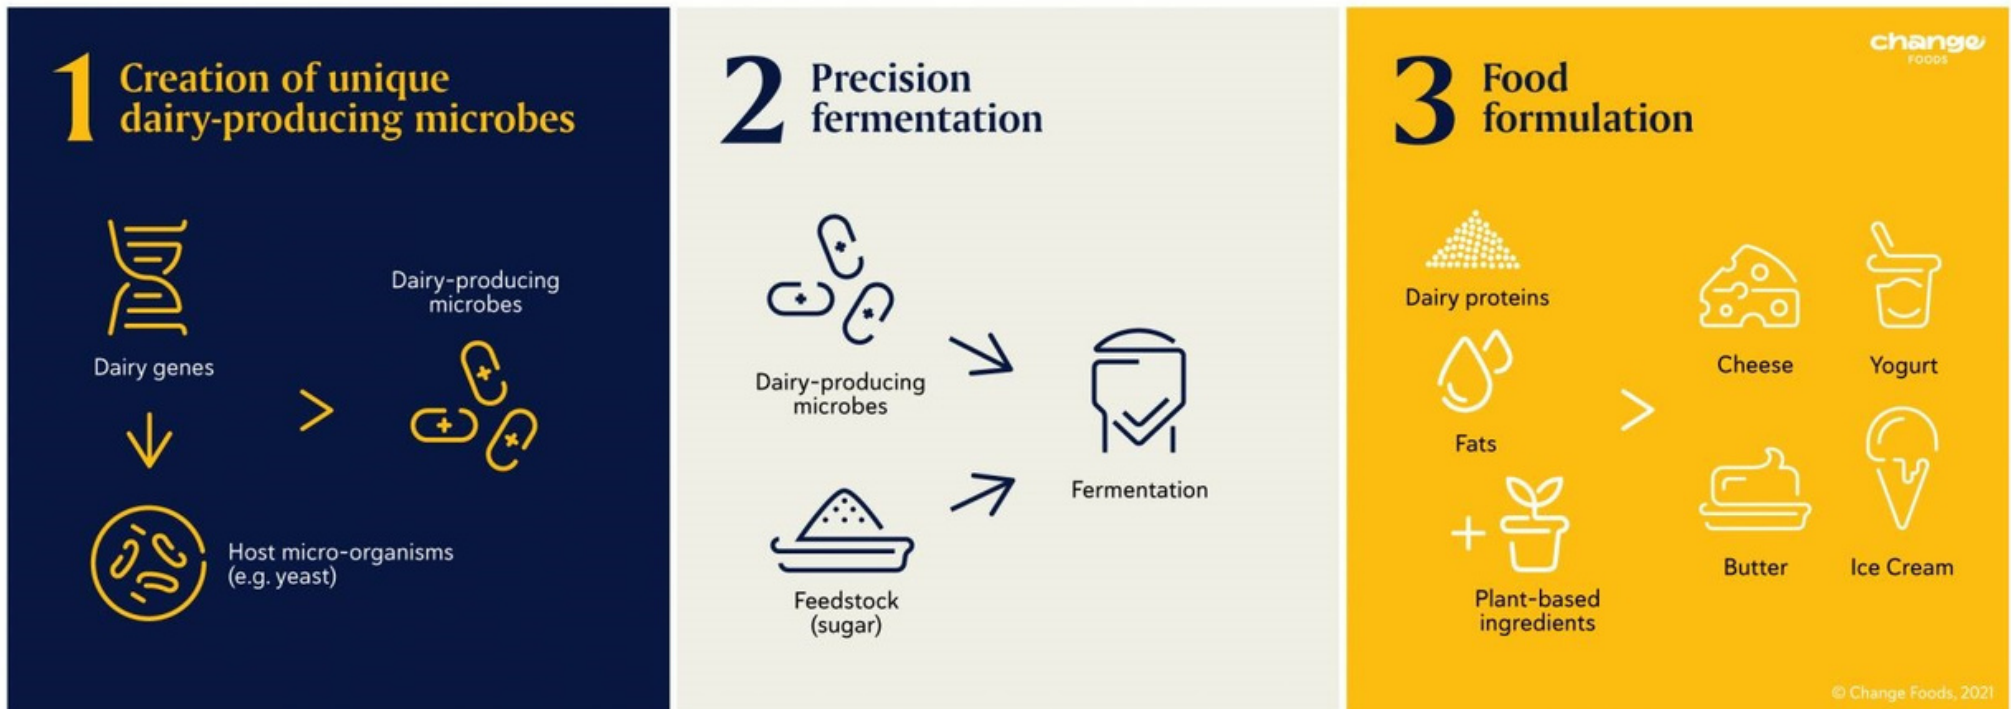 1 Creation of unique
dairy-producing microbes
Dairy genes
Host micro-organisms
(e.g. yeast)
Dairy-producing
microbes
2 Precision
fermentation
Dairy-producing
microbes
Feedstock
(sugar)
Fermentation
change
FOODS
3 Food
formulation
Dairy proteins
Fats
+
Plant-based
ingredients
Cheese
Yogurt
Butter
Ice Cream
© Change Foods, 2021